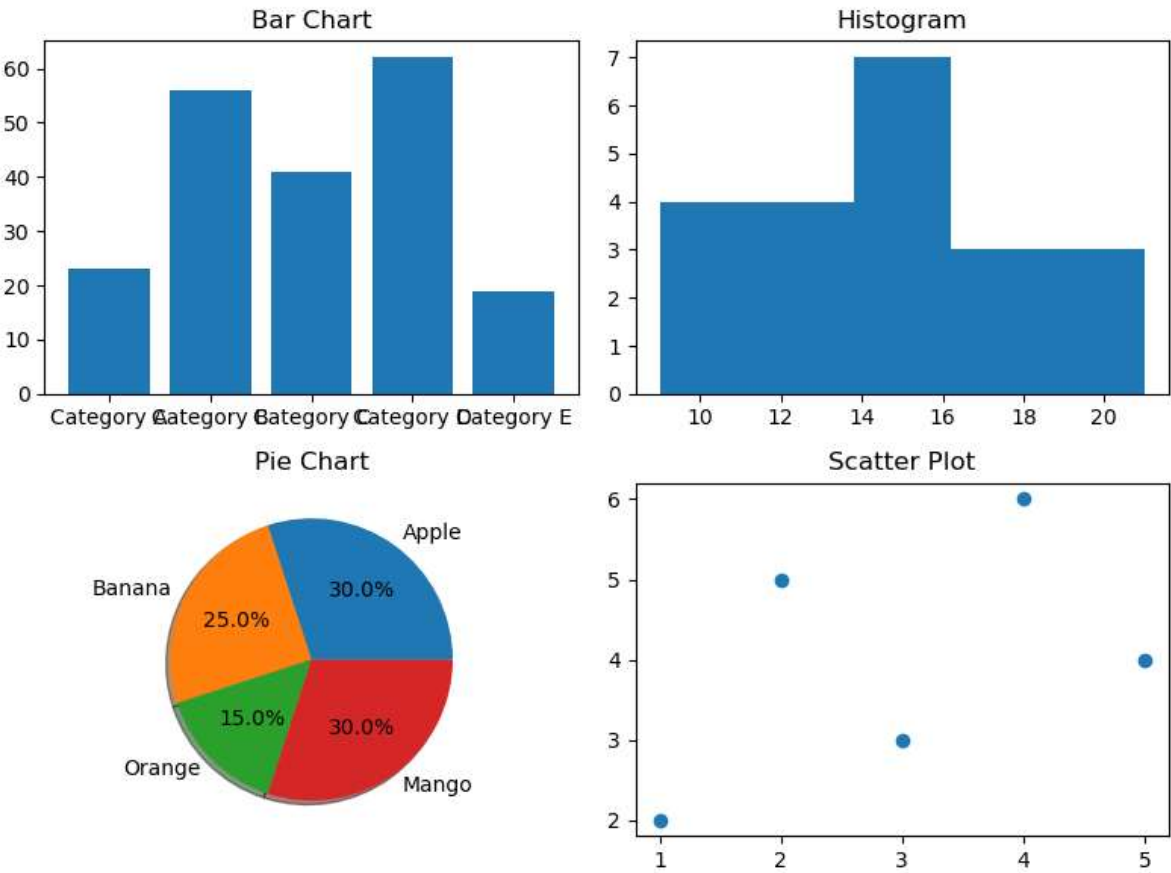 Bar Chart
60
50
40
30
20
10
0
Category A
Category B
Category C
Category D
Category E
Histogram
7
6
5
4
3
2
1
0
10 12 14 16 18 20
Pie Chart
Apple
30.0%
Banana
25.0%
Orange
15.0%
Mango
30.0%
Scatter Plot
6
5
4
3
2
1 2 3 4 5